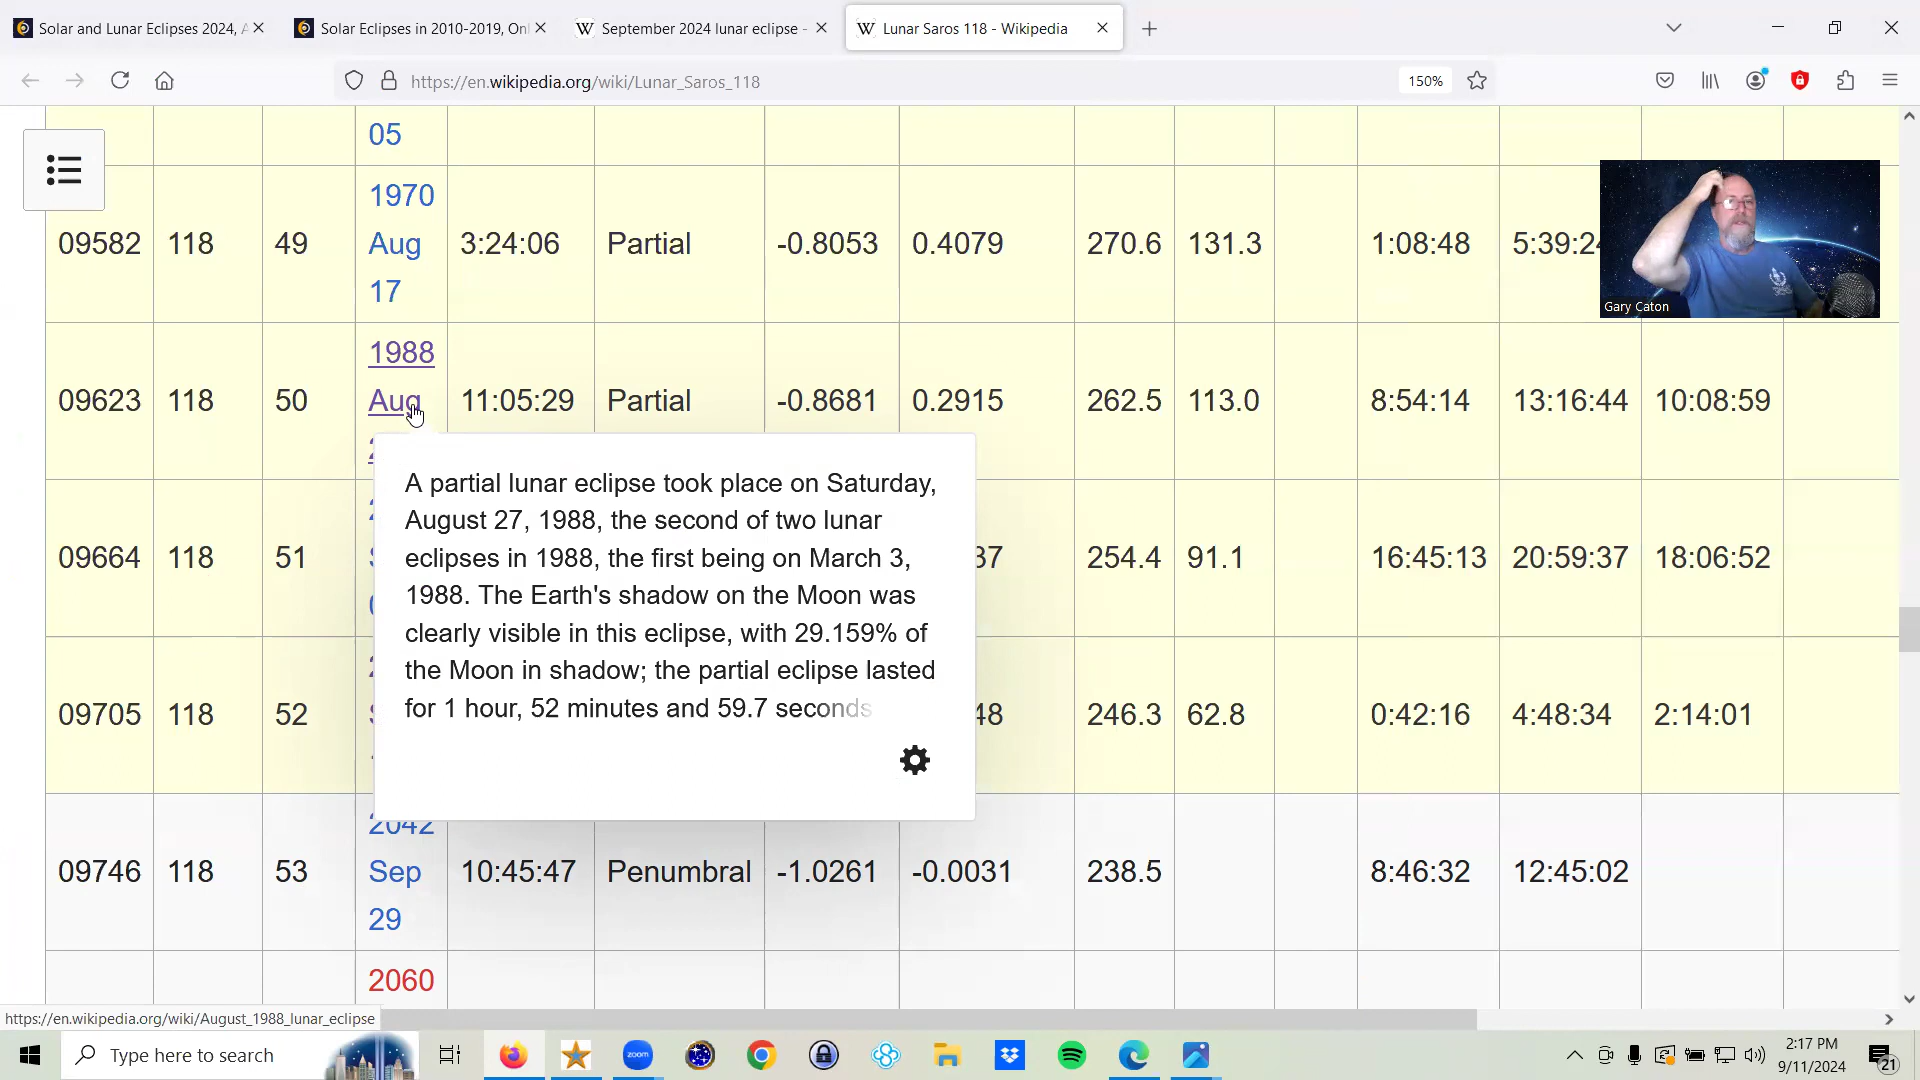 Solar and Lunar Eclipses 2024, A
Solar Eclipses in 2010-2019, Onl
September 2024 lunar eclipse -
Lunar Saros 118 - Wikipedia
https://en.wikipedia.org/wiki/Lunar_Saros_118
150%
05
09582 118 49 1970 Aug 17 3:24:06 Partial -0.8053 0.4079 270.6 131.3 1:08:48 5:39:24
Gary Caton
09623 118 50 1988 Aug 11:05:29 Partial -0.8681 0.2915 262.5 113.0 8:54:14 13:16:44 10:08:59
A partial lunar eclipse took place on Saturday,
August 27, 1988, the second of two lunar
eclipses in 1988, the first being on March 3,
1988. The Earth's shadow on the Moon was
clearly visible in this eclipse, with 29.159% of
the Moon in shadow; the partial eclipse lasted
for 1 hour, 52 minutes and 59.7 seconds
09664 118 51 37 254.4 91.1 16:45:13 20:59:37 18:06:52
09705 118 52 48 246.3 62.8 0:42:16 4:48:34 2:14:01
09746 118 53 2042 Sep 29 10:45:47 Penumbral -1.0261 -0.0031 238.5 8:46:32 12:45:02
2060
https://en.wikipedia.org/wiki/August_1988_lunar_eclipse
Type here to search
zoom
2:17 PM
9/11/2024
21